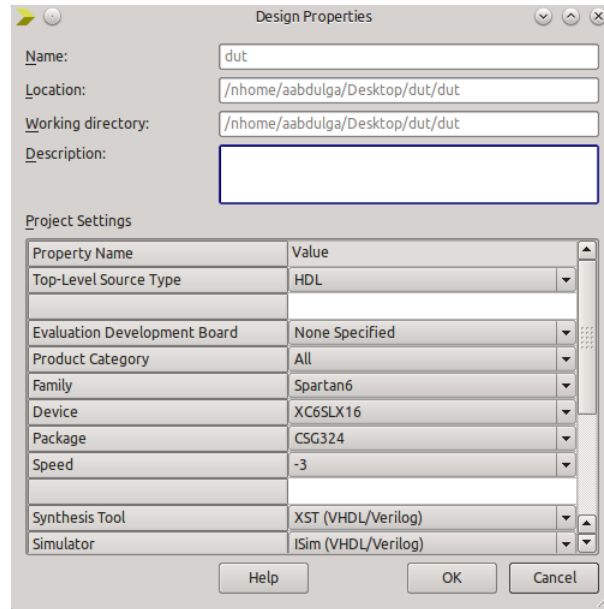 Design Properties
Name: dut
Location: /nhome/aabdulga/Desktop/dut/dut
Working directory: /nhome/aabdulga/Desktop/dut/dut
Description:
Project Settings
Property Name Value
Top-Level Source Type HDL
Evaluation Development Board None Specified
Product Category All
Family Spartan6
Device XC6SLX16
Package CSG324
Speed -3
Synthesis Tool XST (VHDL/Verilog)
Simulator ISim (VHDL/Verilog)
Help OK Cancel